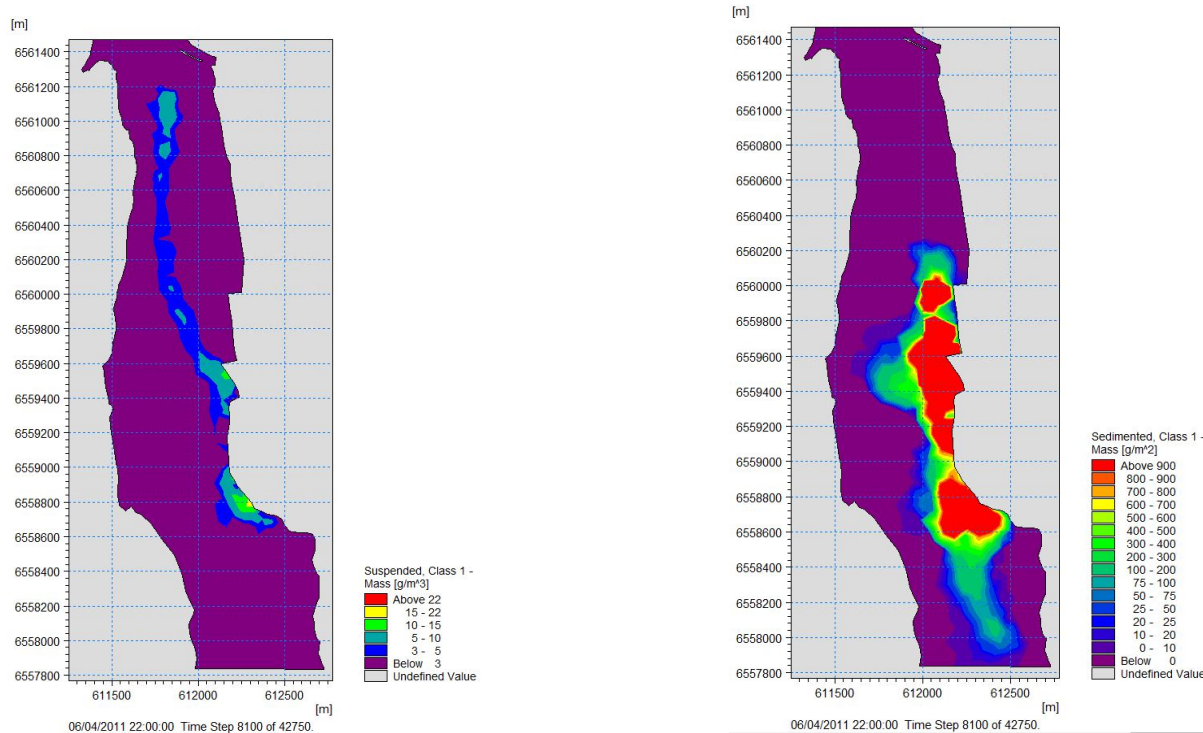 [m]
6561400
6561200
6561000
6560800
6560600
6560400
6560200
6560000
6559800
6559600
6559400
6559200
6559000
6558800
6558600
6558400
6558200
6558000
6557800
611500 612000 612500
[m]
06/04/2011 22:00:00 Time Step 8100 of 42750.
Suspended, Class 1 -
Mass [g/m^3]
Above 22
15 - 22
10 - 15
5 - 10
3 - 5
Below 3
Undefined Value
[m]
6561400
6561200
6561000
6560800
6560600
6560400
6560200
6560000
6559800
6559600
6559400
6559200
6559000
6558800
6558600
6558400
6558200
6558000
6557800
611500 612000 612500
[m]
06/04/2011 22:00:00 Time Step 8100 of 42750.
Sedimented, Class 1 -
Mass [g/m^2]
Above 900
800 - 900
700 - 800
600 - 700
500 - 600
400 - 500
300 - 400
200 - 300
100 - 200
75 - 100
50 - 75
25 - 50
20 - 25
10 - 20
0 - 10
Below 0
Undefined Value